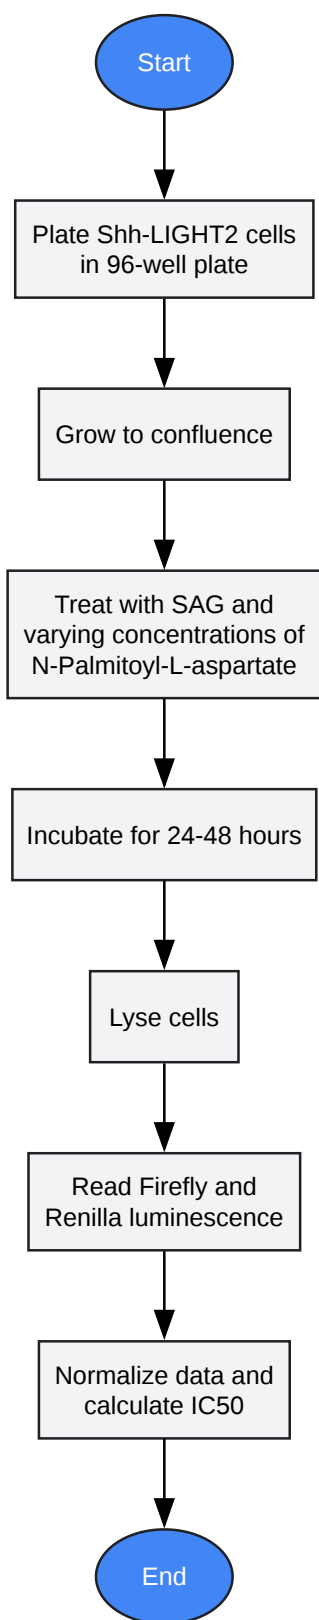 Start
Plate Shh-LIGHT2 cells
in 96-well plate
Grow to confluence
Treat with SAG and
varying concentrations of
N-Palmitoyl-L-aspartate
Incubate for 24-48 hours
Lyse cells
Read Firefly and
Renilla luminescence
Normalize data and
calculate IC50
End